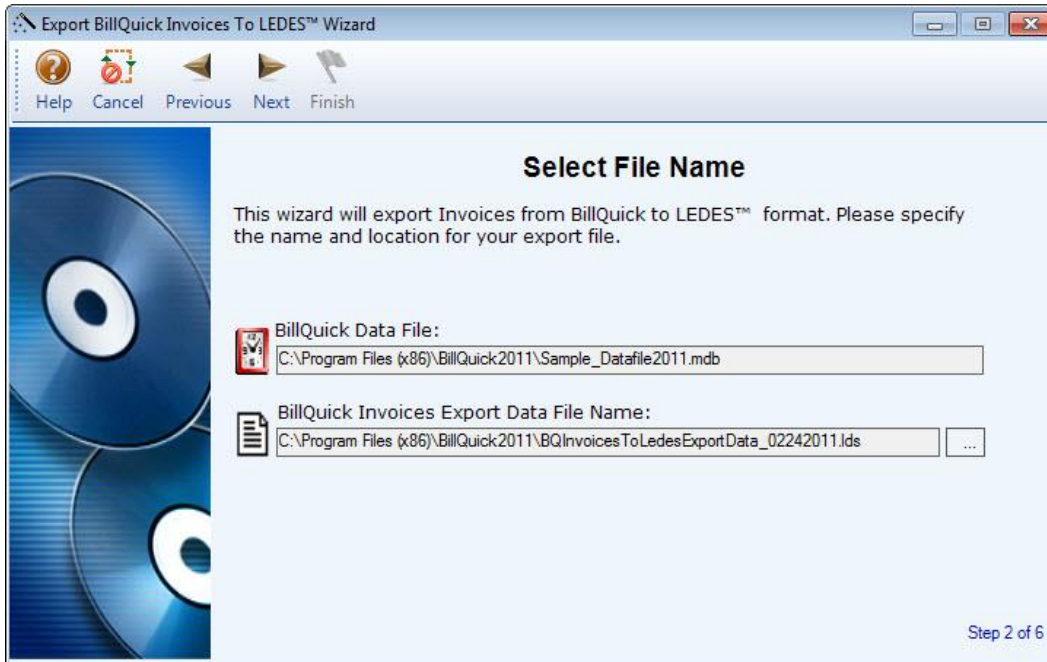 Export BillQuick Invoices To LEDES™ Wizard
Help Cancel Previous Next Finish
Select File Name
This wizard will export Invoices from BillQuick to LEDES™ format. Please specify
the name and location for your export file.
BillQuick Data File:
C:\Program Files (x86)\BillQuick2011\Sample_Datafile2011.mdb
BillQuick Invoices Export Data File Name:
C:\Program Files (x86)\BillQuick2011\BQInvoicesToLedesExportData_02242011.lds
...
Step 2 of 6